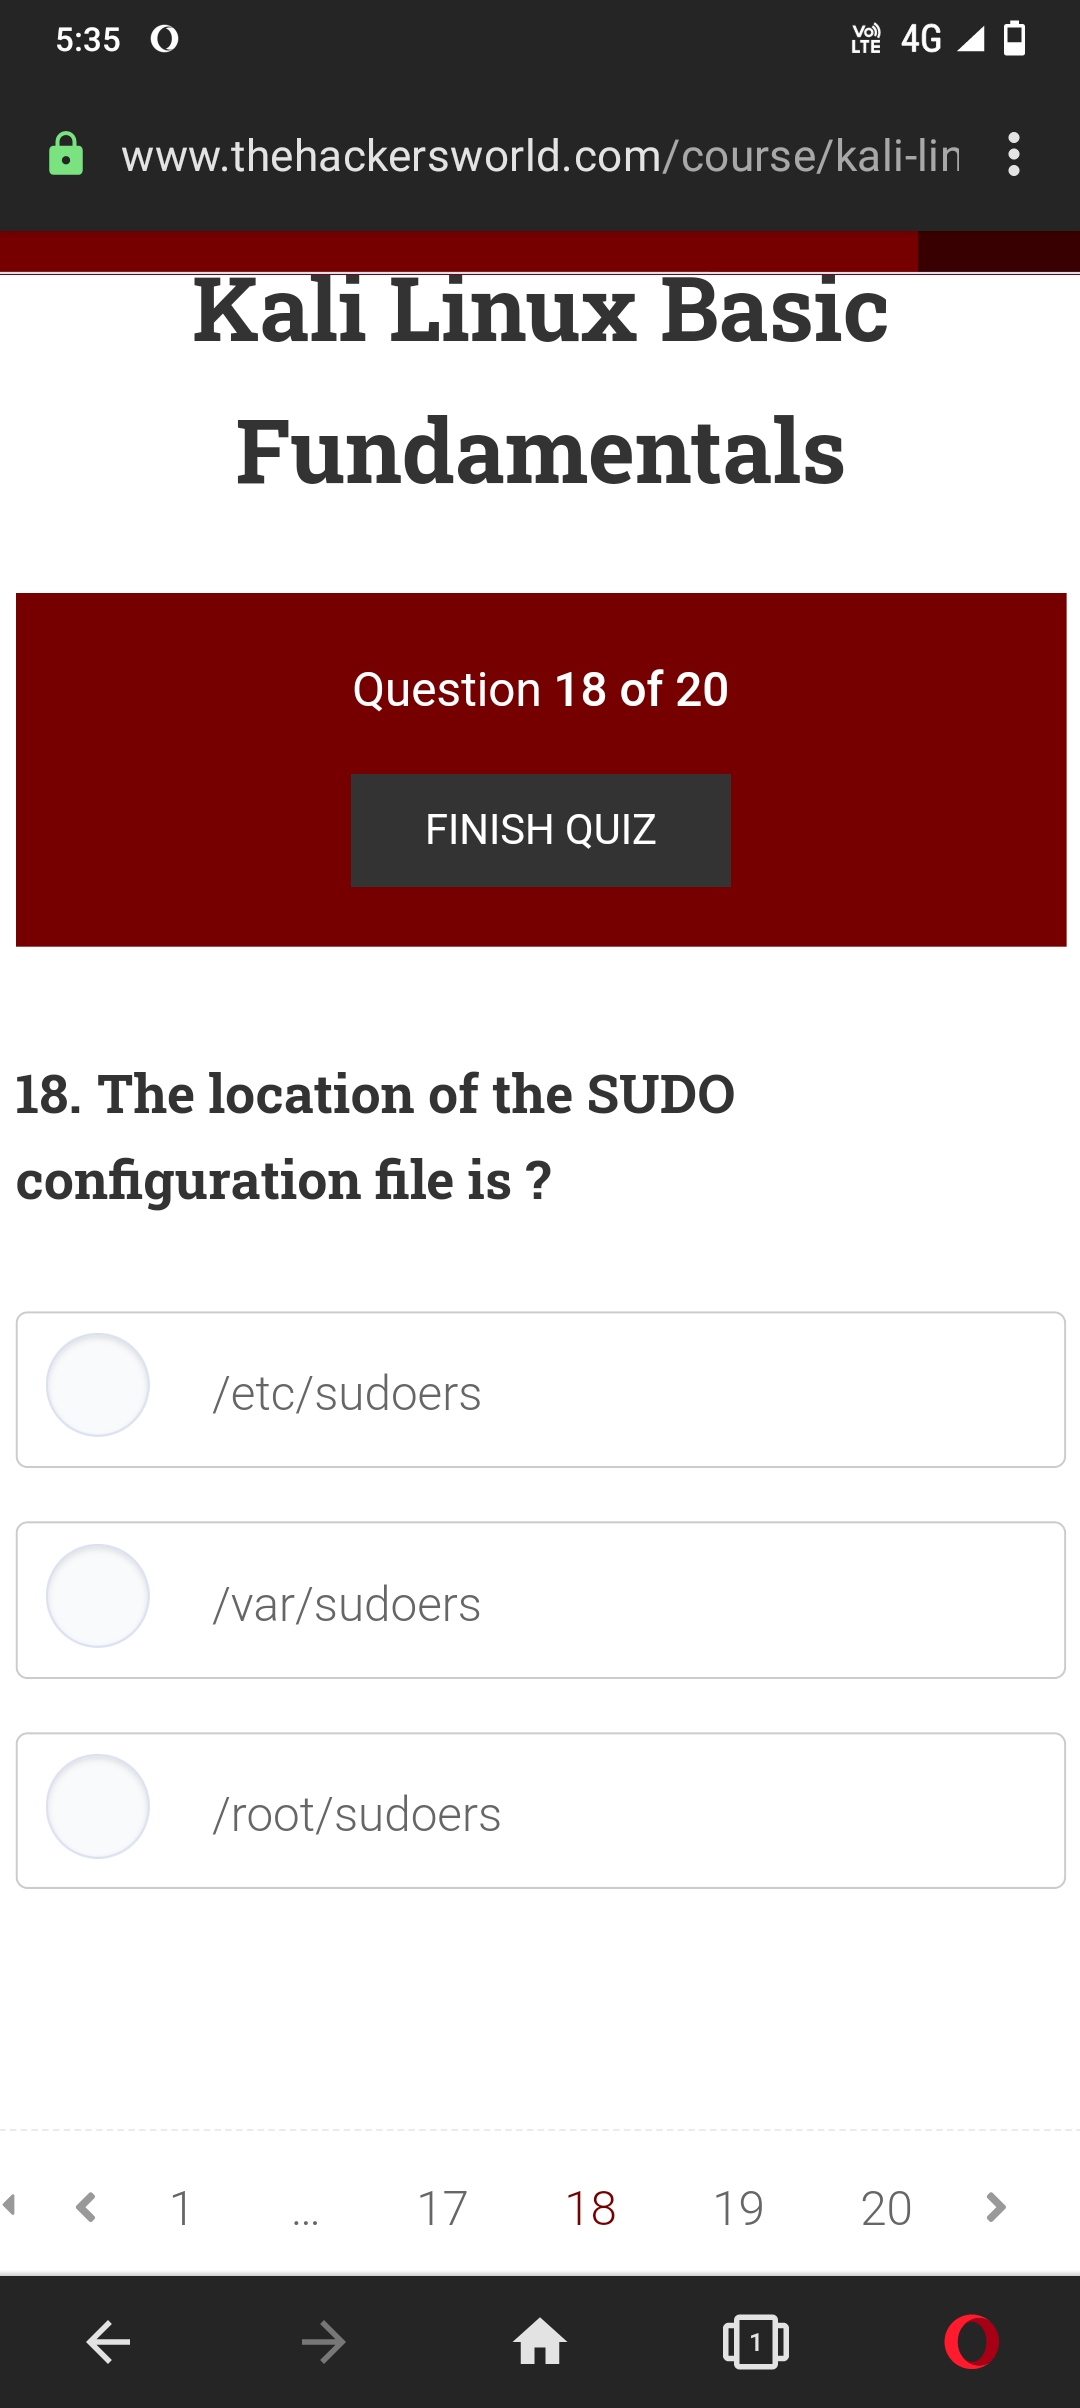 5:35
Vo)) LTE 4G
www.thehackersworld.com/course/kali-lin
Kali Linux Basic
Fundamentals
Question 18 of 20
FINISH QUIZ
18. The location of the SUDO
configuration file is ?
/etc/sudoers
/var/sudoers
/root/sudoers
1 ... 17 18 19 20
1